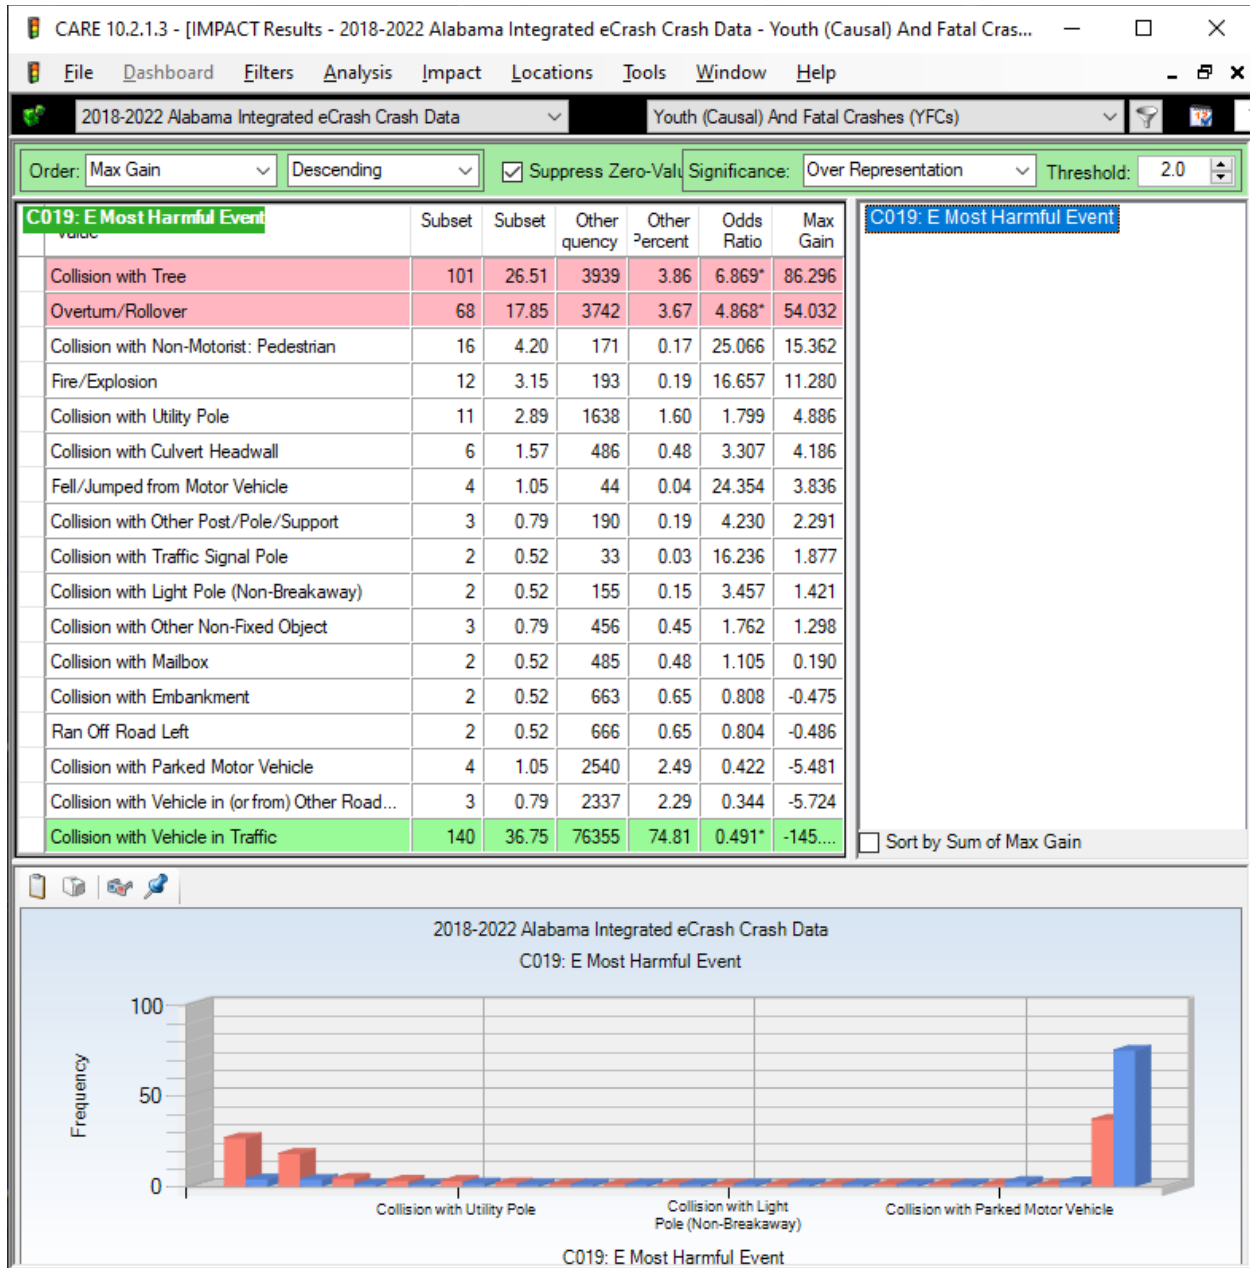 CARE 10.2.1.3 - [IMPACT Results - 2018-2022 Alabama Integrated eCrash Crash Data - Youth (Causal) And Fatal Cras...
File Dashboard Filters Analysis Impact Locations Tools Window Help
2018-2022 Alabama Integrated eCrash Crash Data Youth (Causal) And Fatal Crashes (YFCs) 12
Order: Max Gain Descending Suppress Zero-Valu Significance: Over Representation Threshold: 2.0
C019: E Most Harmful Event Subset Subset Other quency Other Percent Odds Ratio Max Gain
Collision with Tree 101 26.51 3939 3.86 6.869* 86.296
Overturn/Rollover 68 17.85 3742 3.67 4.868* 54.032
Collision with Non-Motorist: Pedestrian 16 4.20 171 0.17 25.066 15.362
Fire/Explosion 12 3.15 193 0.19 16.657 11.280
Collision with Utility Pole 11 2.89 1638 1.60 1.799 4.886
Collision with Culvert Headwall 6 1.57 486 0.48 3.307 4.186
Fell/Jumped from Motor Vehicle 4 1.05 44 0.04 24.354 3.836
Collision with Other Post/Pole/Support 3 0.79 190 0.19 4.230 2.291
Collision with Traffic Signal Pole 2 0.52 33 0.03 16.236 1.877
Collision with Light Pole (Non-Breakaway) 2 0.52 155 0.15 3.457 1.421
Collision with Other Non-Fixed Object 3 0.79 456 0.45 1.762 1.298
Collision with Mailbox 2 0.52 485 0.48 1.105 0.190
Collision with Embankment 2 0.52 663 0.65 0.808 -0.475
Ran Off Road Left 2 0.52 666 0.65 0.804 -0.486
Collision with Parked Motor Vehicle 4 1.05 2540 2.49 0.422 -5.481
Collision with Vehicle in (or from) Other Road... 3 0.79 2337 2.29 0.344 -5.724
Collision with Vehicle in Traffic 140 36.75 76355 74.81 0.491* -145....
C019: E Most Harmful Event
Sort by Sum of Max Gain
2018-2022 Alabama Integrated eCrash Crash Data
C019: E Most Harmful Event
100
50
0
Frequency
Collision with Utility Pole
Collision with Light
Pole (Non-Breakaway)
Collision with Parked Motor Vehicle
C019: E Most Harmful Event